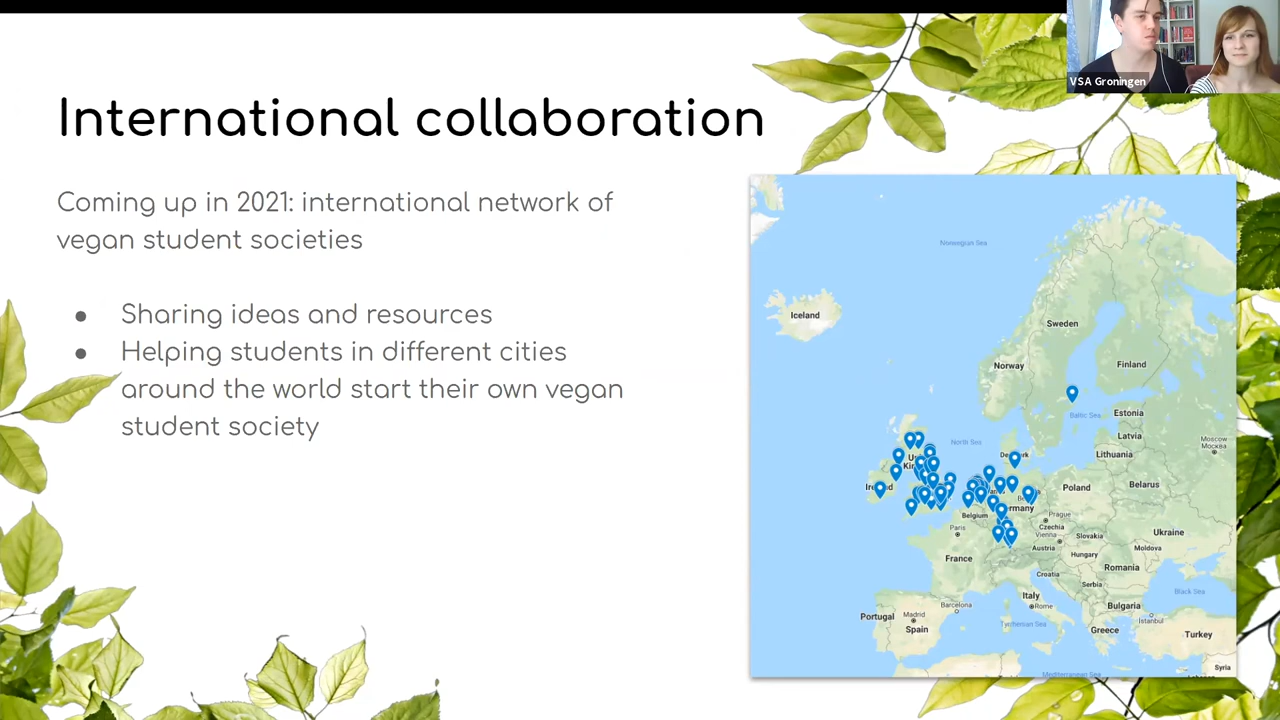 VSA Groningen
International collaboration
Coming up in 2021: international network of
vegan student societies
● Sharing ideas and resources
● Helping students in different cities
around the world start their own vegan
student society
Norwegian Sea
Iceland
Sweden
Norway
Finland
Baltic Sea
Estonia
North Sea
Latvia
Moscow
Москва
Lithuania
Ireland
Poland
Belarus
Belgium
Prague
Paris
Czechia
Ukraine
Vienna
Slovakia
Austria
Moldova
France
Hungary
Romania
Croatia
Serbia
Italy
Black Sea
Barcelona
Rome
Bulgaria
Portugal
Madrid
Istanbul
Spain
Tyrrhenian Sea
Greece
Turkey
Syria
Mediterranean Sea